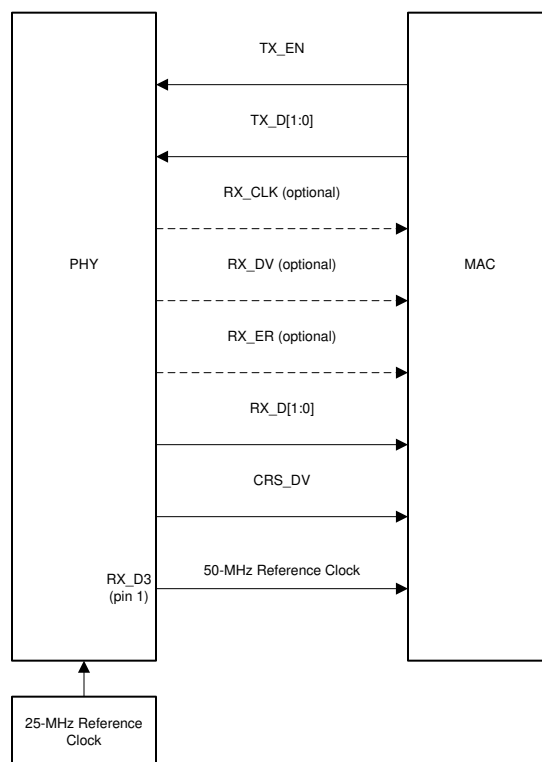 TX_EN
TX_D[1:0]
RX_CLK (optional)
PHY
RX_DV (optional)
MAC
RX_ER (optional)
RX_D[1:0]
CRS_DV
RX_D3
(pin 1)
50-MHz Reference Clock
25-MHz Reference
Clock